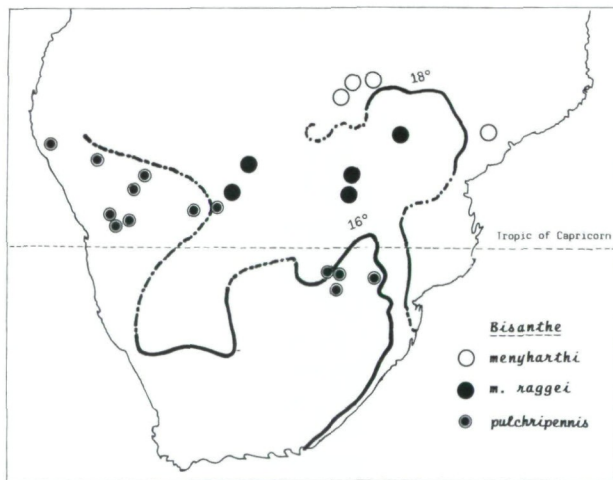 18°
16°
Tropic of Capricorn
Bisanthe
menyharthi
m. raggei
pulchripennis